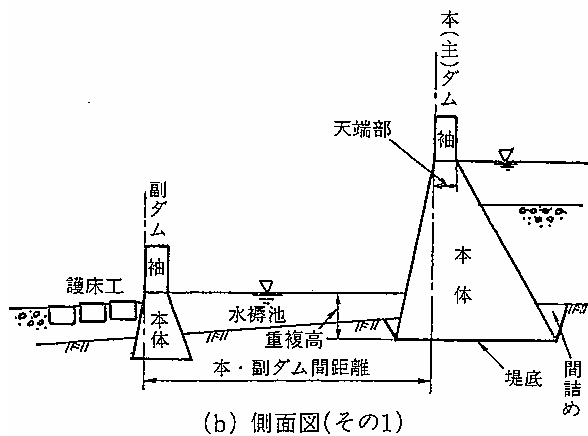 本(主)ダム
天端部
袖
副ダム
袖
本体
護床工
本体
水褥池
重複高
間詰め
堤底
本・副ダム間距離
(b) 側面図(その1)